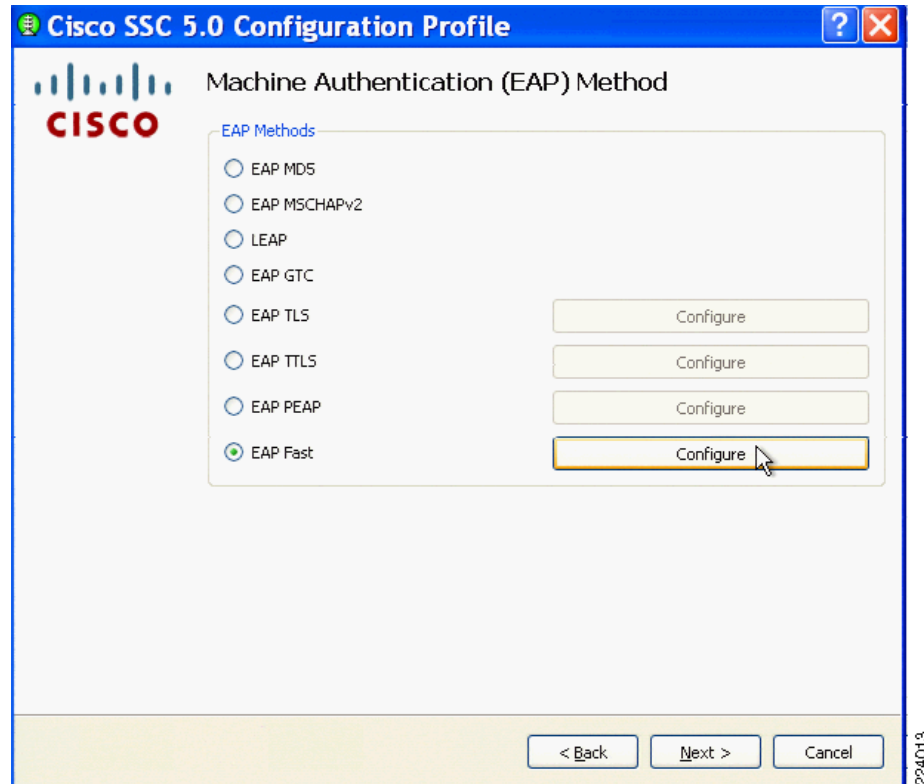 Cisco SSC 5.0 Configuration Profile
?
CISCO
Machine Authentication (EAP) Method
EAP Methods
EAP MD5
EAP MSCHAPv2
LEAP
EAP GTC
EAP TLS Configure
EAP TTLS Configure
EAP PEAP Configure
EAP Fast Configure
< Back Next > Cancel
224013